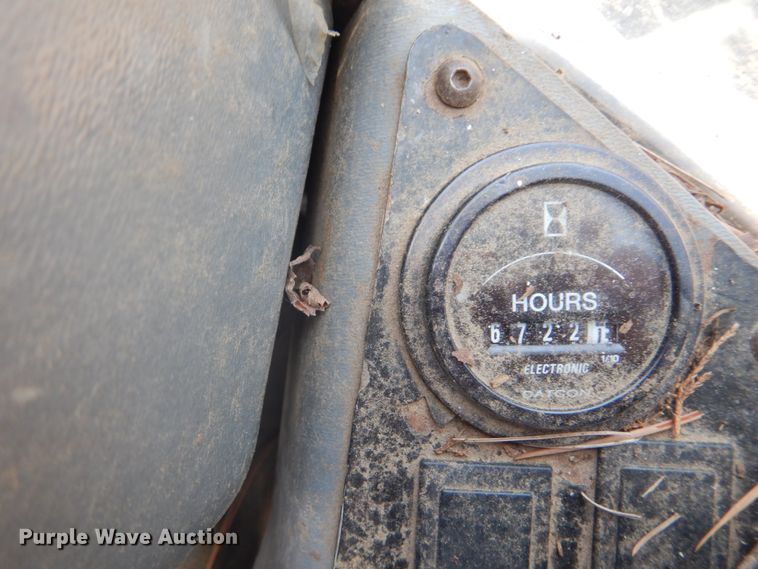 HOURS
6722
1/10
ELECTRONIC
DATCON
Purple Wave Auction